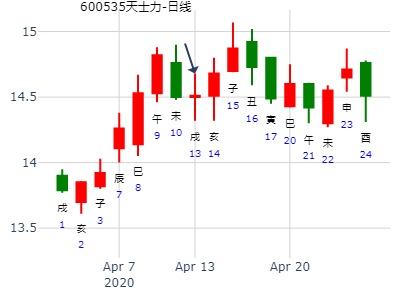 600535天士力-日线
15
14.5
14
13.5
戌
1
亥
2
子
3
辰
7
巳
8
午
9
未
10
戌
13
亥
14
子
15
丑
16
寅
17
巳
20
午
21
未
22
申
23
酉
24
Apr 7
2020
Apr 13
Apr 20